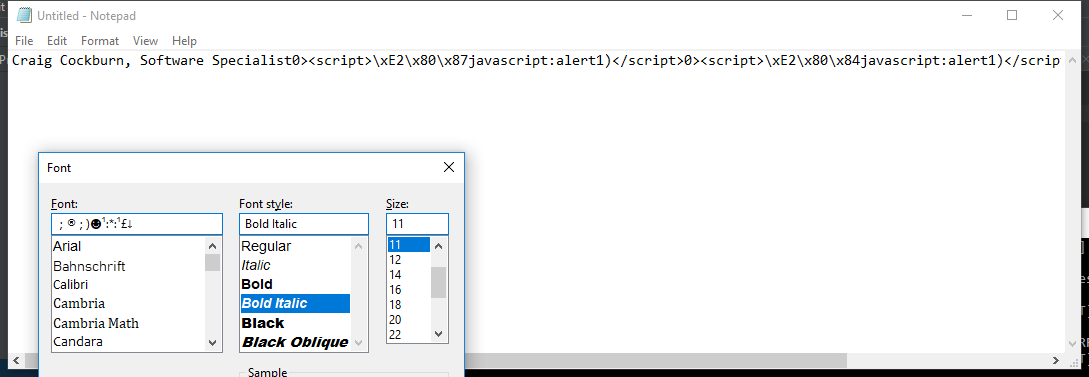 Untitled - Notepad
File Edit Format View Help
Craig Cockburn, Software Specialist0><script>\xE2\x80\x87javascript:alert1)</script>0><script>\xE2\x80\x84javascript:alert1)</script
Font
Font: Font style: Size:
;®;)☻¹:*:¹£↓ Bold Italic 11
Arial Regular 11
Bahnschrift Italic 12
Calibri Bold 14
Cambria Bold Italic 16
Cambria Math Black 18
Candara Black Oblique 20
22
Sample